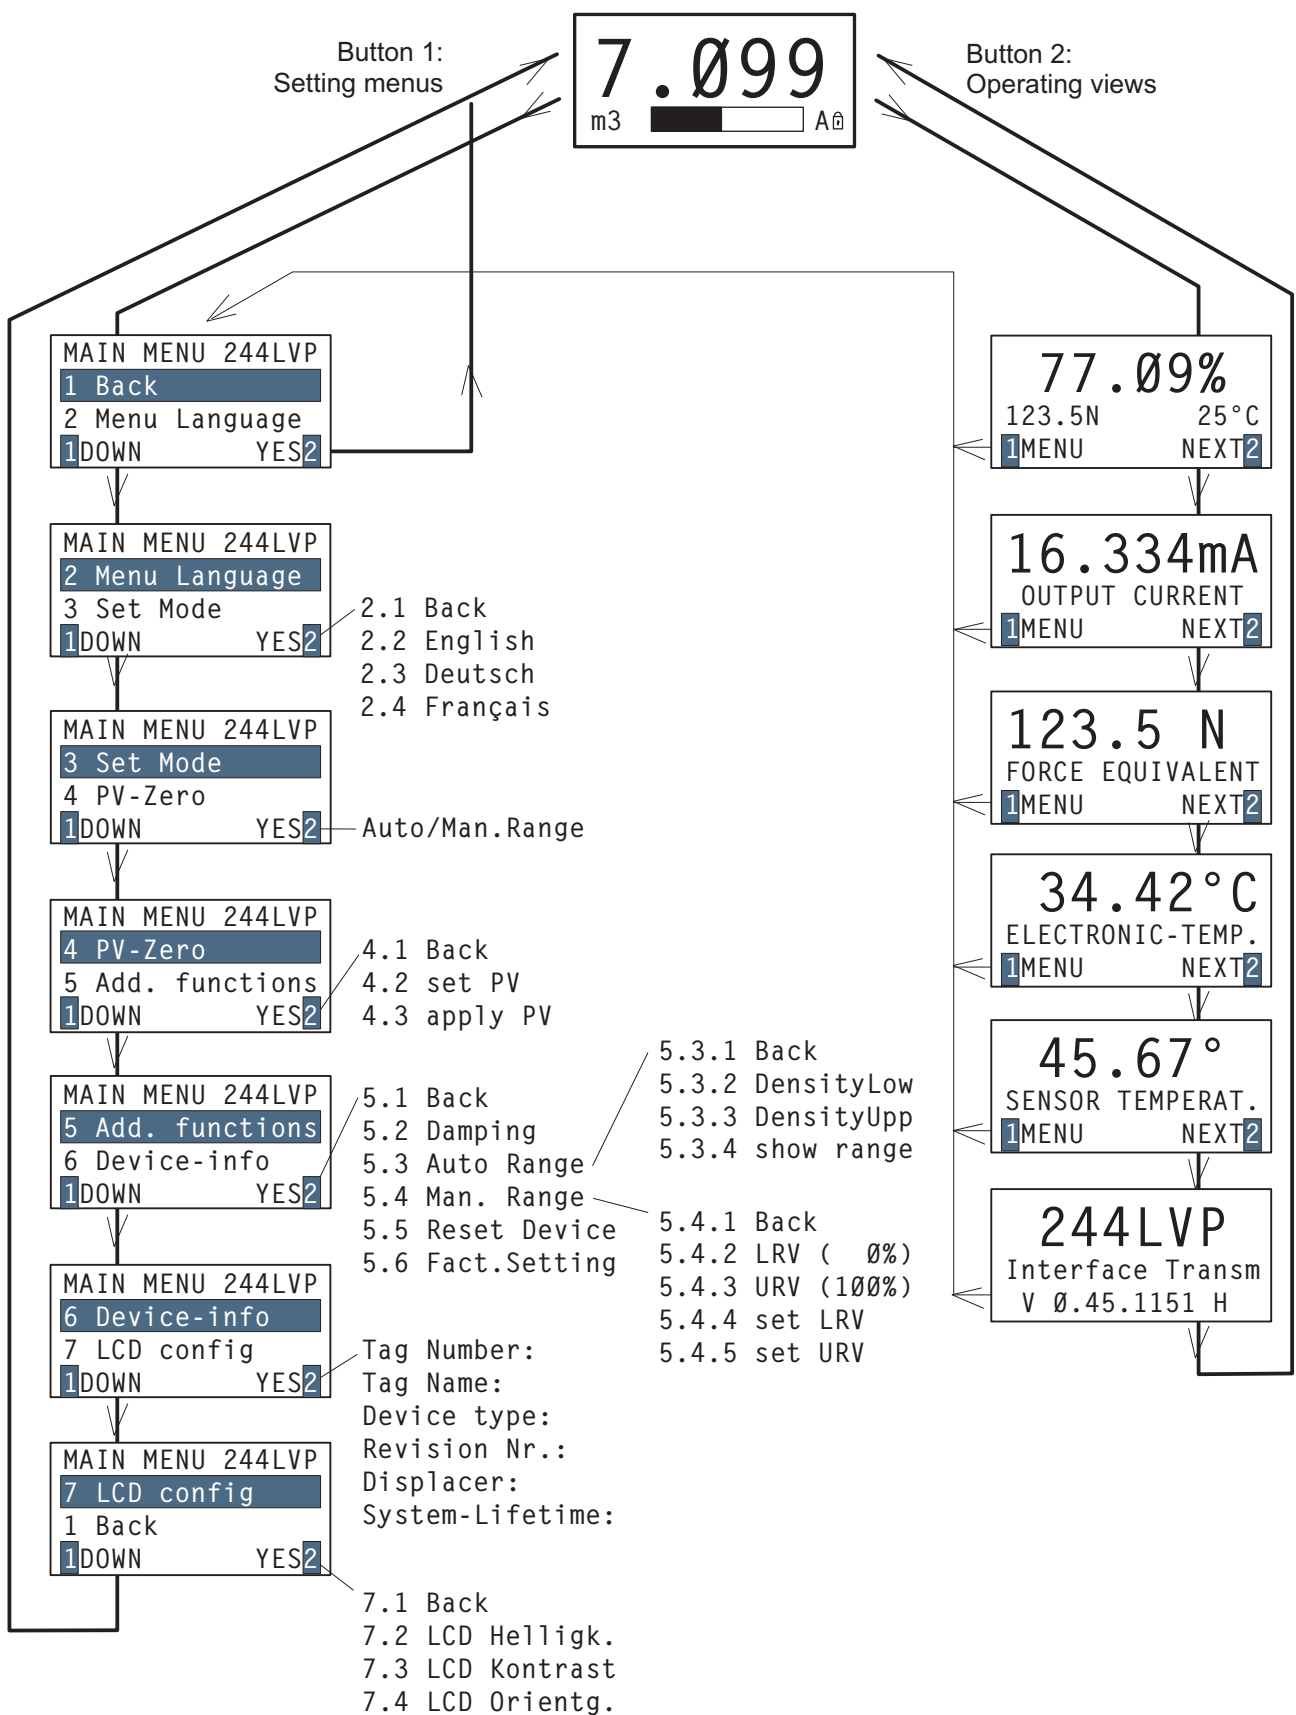 Button 1:
Setting menus
7.Ø99
m3 A
Button 2:
Operating views
MAIN MENU 244LVP
1 Back
2 Menu Language
1DOWN YES2
MAIN MENU 244LVP
2 Menu Language
3 Set Mode
1DOWN YES2
2.1 Back
2.2 English
2.3 Deutsch
2.4 Français
MAIN MENU 244LVP
3 Set Mode
4 PV-Zero
1DOWN YES2
Auto/Man.Range
MAIN MENU 244LVP
4 PV-Zero
5 Add. functions
1DOWN YES2
4.1 Back
4.2 set PV
4.3 apply PV
MAIN MENU 244LVP
5 Add. functions
6 Device-info
1DOWN YES2
5.1 Back
5.2 Damping
5.3 Auto Range
5.4 Man. Range
5.5 Reset Device
5.6 Fact.Setting
5.3.1 Back
5.3.2 DensityLow
5.3.3 DensityUpp
5.3.4 show range
5.4.1 Back
5.4.2 LRV ( Ø%)
5.4.3 URV (1ØØ%)
5.4.4 set LRV
5.4.5 set URV
MAIN MENU 244LVP
6 Device-info
7 LCD config
1DOWN YES2
Tag Number:
Tag Name:
Device type:
Revision Nr.:
Displacer:
System-Lifetime:
MAIN MENU 244LVP
7 LCD config
1 Back
1DOWN YES2
7.1 Back
7.2 LCD Helligk.
7.3 LCD Kontrast
7.4 LCD Orientg.
77.Ø9%
123.5N 25°C
1MENU NEXT2
16.334mA
OUTPUT CURRENT
1MENU NEXT2
123.5 N
FORCE EQUIVALENT
1MENU NEXT2
34.42°C
ELECTRONIC-TEMP.
1MENU NEXT2
45.67°
SENSOR TEMPERAT.
1MENU NEXT2
244LVP
Interface Transm
V Ø.45.1151 H